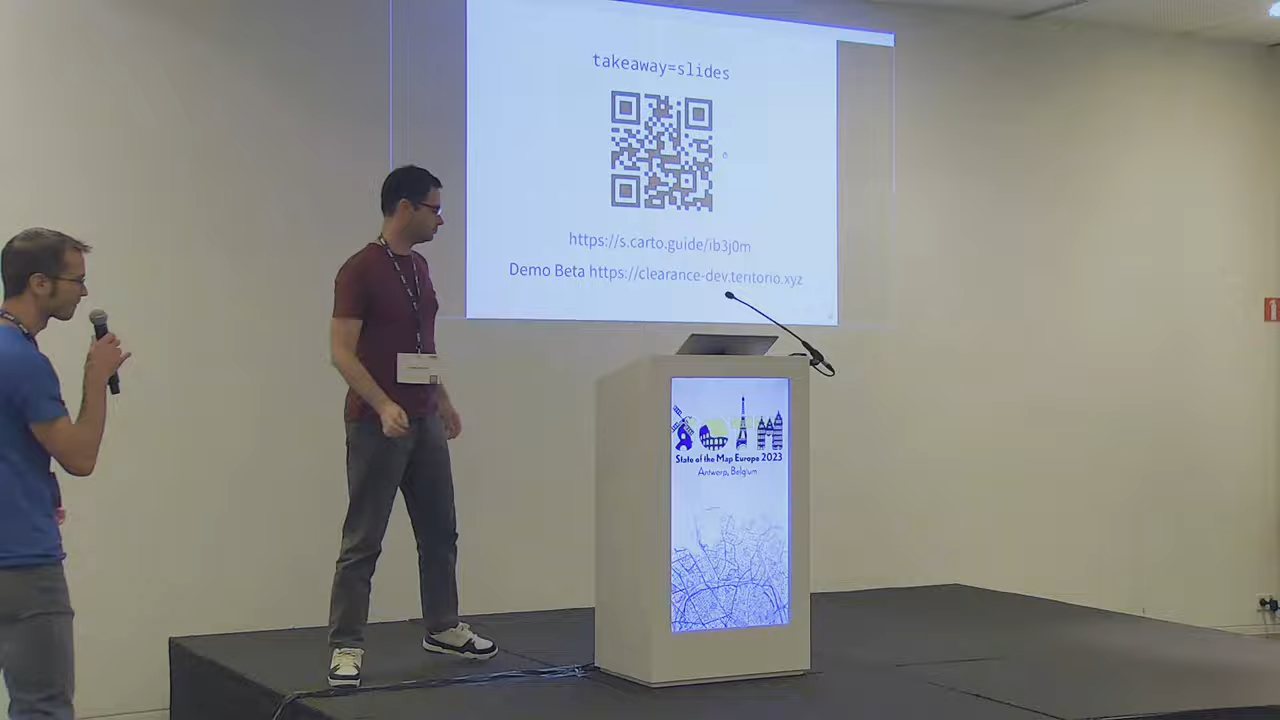 takeaway=slides
https://s.carto.guide/ib3j0m
Demo Beta https://clearance-dev.teritorio.xyz
State of the Map Europe 2023
Antwerp, Belgium